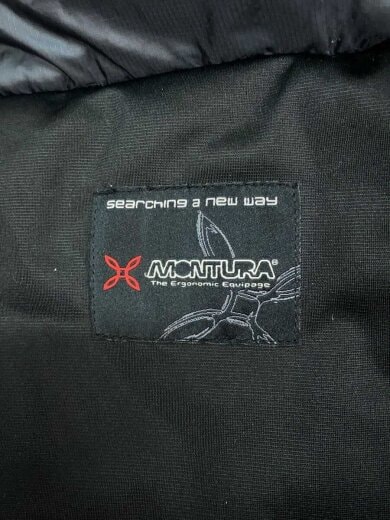 searching a new way
MONTURA®
The Ergonomic Equipage